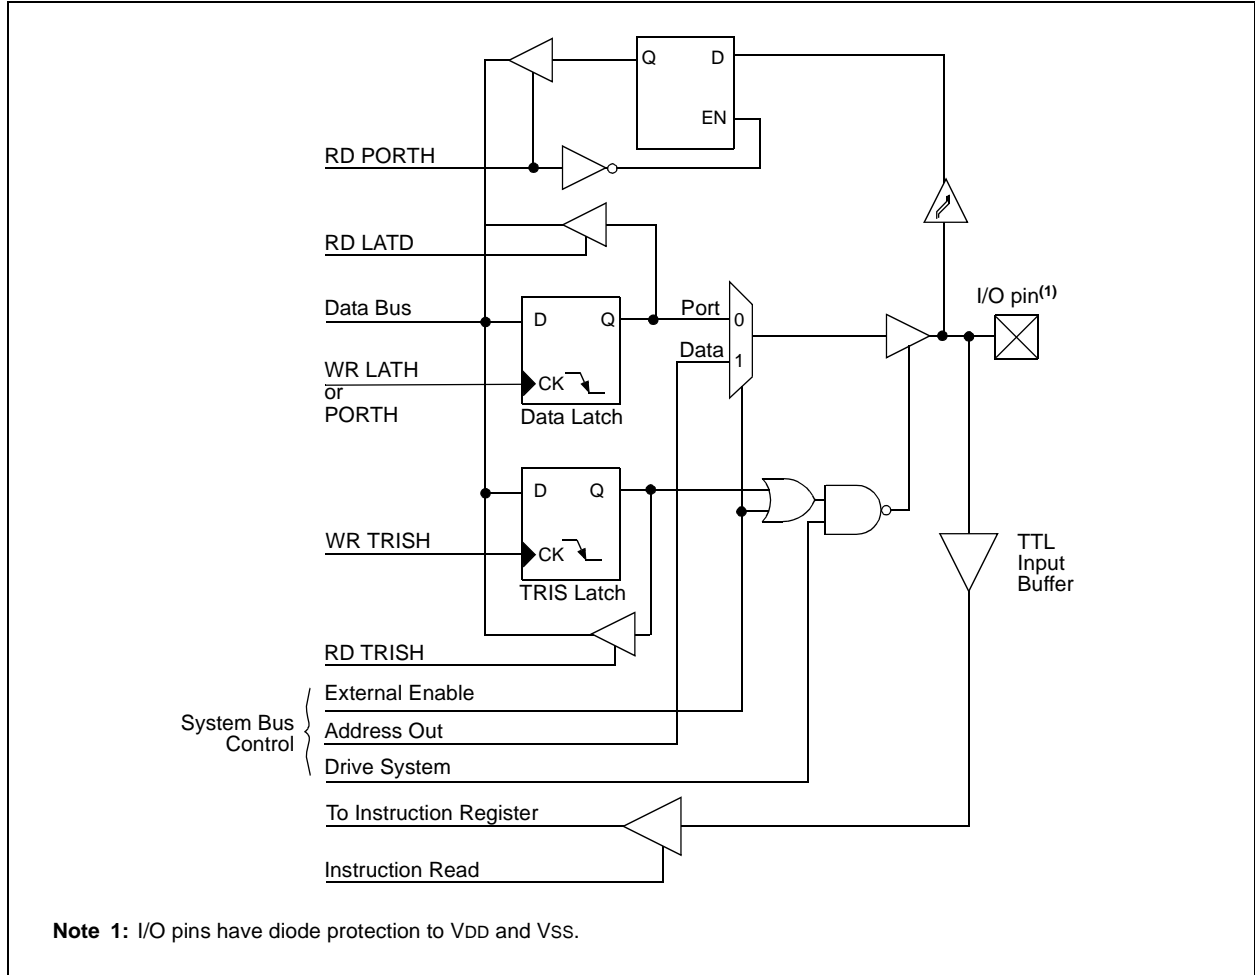 Q D
EN
RD PORTH
RD LATD
Data Bus
D Q
Port
0
I/O pin(1)
Data
1
WR LATH
or
PORTH
CK
Data Latch
D Q
WR TRISH
CK
TRIS Latch
TTL
Input
Buffer
RD TRISH
External Enable
System Bus
Control
Address Out
Drive System
To Instruction Register
Instruction Read
Note 1: I/O pins have diode protection to VDD and VSS.